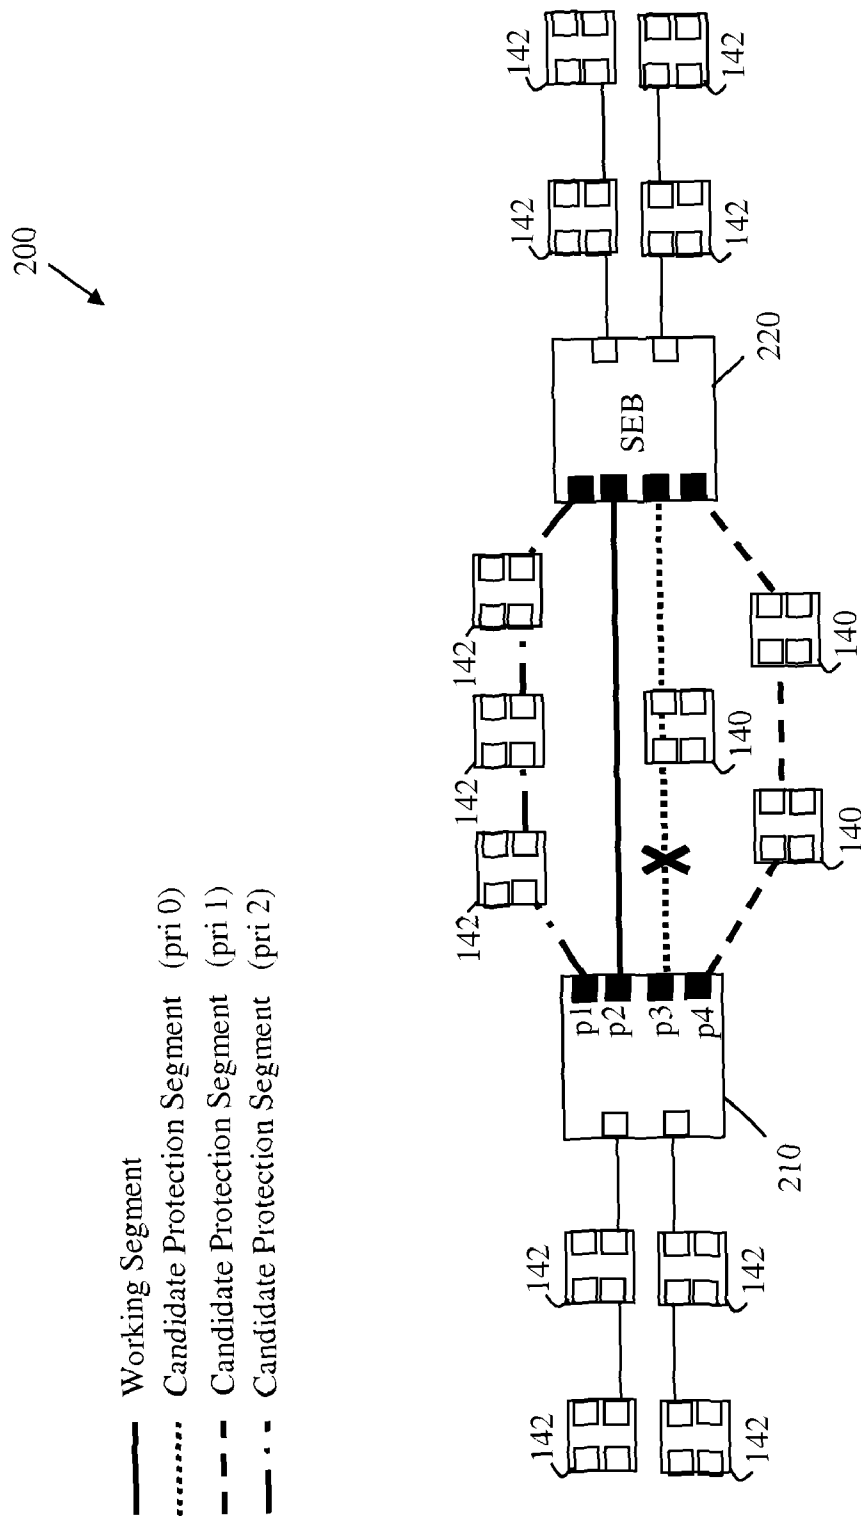 200
Working Segment
Candidate Protection Segment (pri 0)
Candidate Protection Segment (pri 1)
Candidate Protection Segment (pri 2)
142
142
142
142
142
142
142
p1
p2
p3
p4
SEB
140
142
142
142
142
140
140
210
220